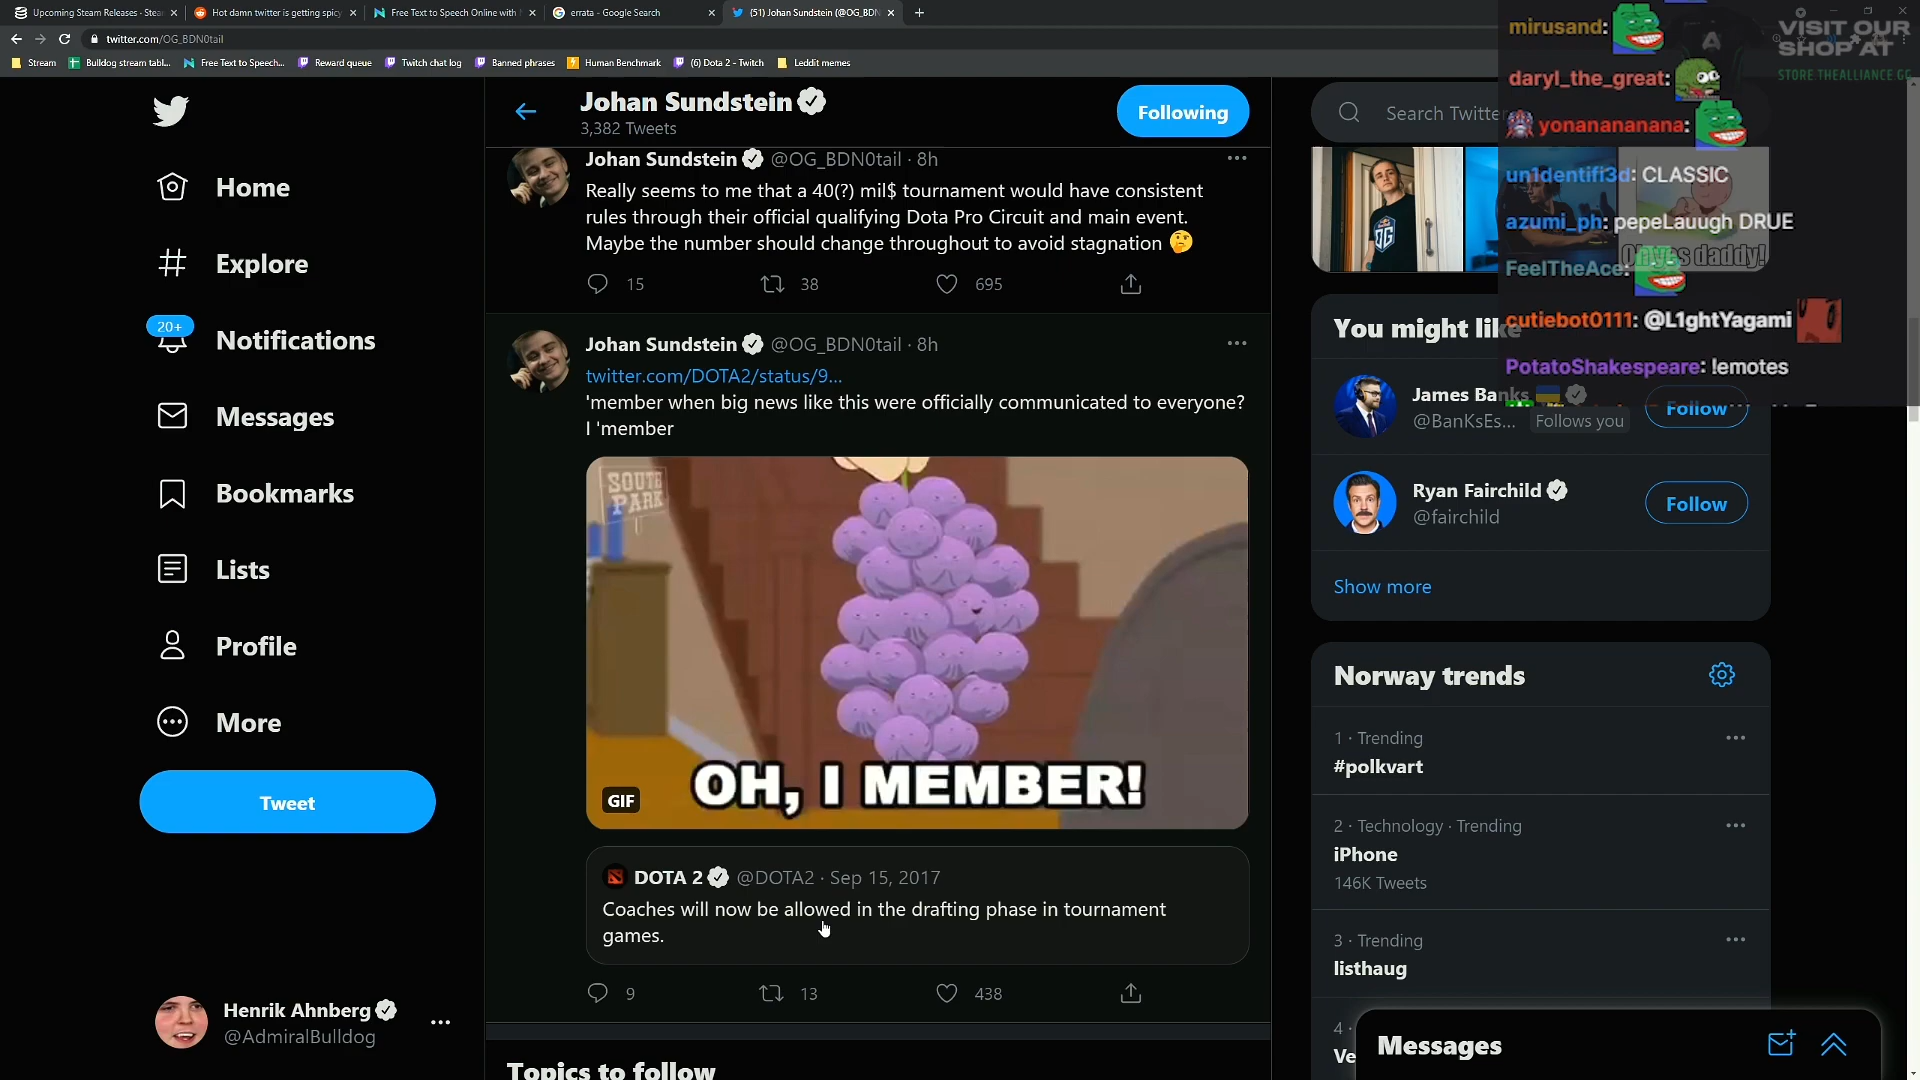 Upcoming Steam Releases · Stea
Hot damn twitter is getting spicy
Free Text to Speech Online with
errata - Google Search
(51) Johan Sundstein (@OG_BDN
twitter.com/OG_BDN0tail
Stream
Bulldog stream tabl...
Free Text to Speech...
Reward queue
Twitch chat log
Banned phrases
Human Benchmark
(6) Dota 2 - Twitch
Leddit memes
Home
Explore
20+
Notifications
Messages
Bookmarks
Lists
Profile
More
Tweet
Henrik Ahnberg
@AdmiralBulldog
Johan Sundstein
3,382 Tweets
Following
Johan Sundstein @OG_BDN0tail · 8h
Really seems to me that a 40(?) mil$ tournament would have consistent
rules through their official qualifying Dota Pro Circuit and main event.
Maybe the number should change throughout to avoid stagnation 🤔
15 38 695
Johan Sundstein @OG_BDN0tail · 8h
twitter.com/DOTA2/status/9...
'member when big news like this were officially communicated to everyone?
I 'member
SOUTH
PARK
OH, I MEMBER!
GIF
DOTA 2 @DOTA2 · Sep 15, 2017
Coaches will now be allowed in the drafting phase in tournament
games.
9 13 438
Topics to follow
Search Twitte
OG
Oh yes daddy!
You might like
James Banks
@BanKsEs... Follows you
Follow
Ryan Fairchild
@fairchild
Follow
Show more
Norway trends
1 · Trending
#polkvart
2 · Technology · Trending
iPhone
146K Tweets
3 · Trending
listhaug
4 ·
Ve
Messages
mirusand:
daryl_the_great:
yonanananana:
un1dentifi3d: CLASSIC
azumi_ph: pepeLauugh DRUE
FeelTheAce:
cutiebot0111: @L1ghtYagami
PotatoShakespeare: !emotes
VISIT OUR
SHOP AT
STORE.THEALLIANCE.GG